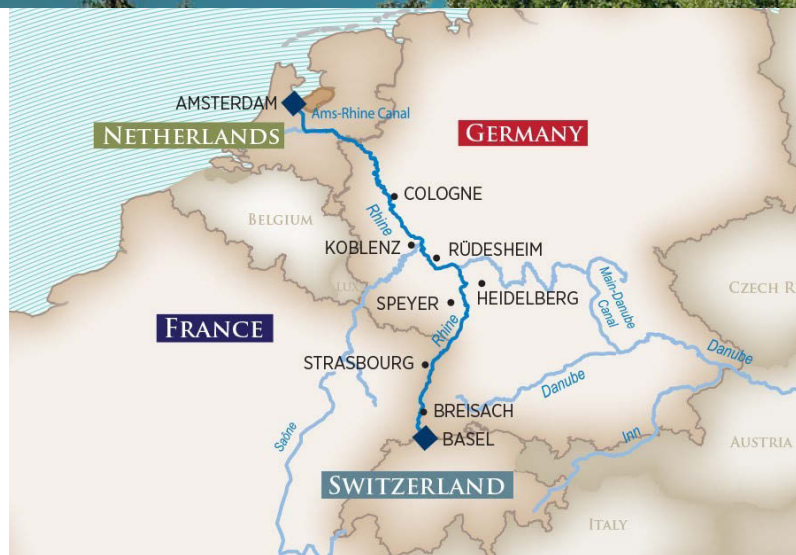 AMSTERDAM
Ams-Rhine Canal
NETHERLANDS
GERMANY
COLOGNE
BELGIUM
Rhine
KOBLENZ
RÜDESHEIM
LUX
SPEYER
HEIDELBERG
Main-Danube
Canal
CZECH R
FRANCE
Rhine
STRASBOURG
Danube
Danube
BREISACH
BASEL
Saône
Inn
AUSTRIA
SWITZERLAND
ITALY